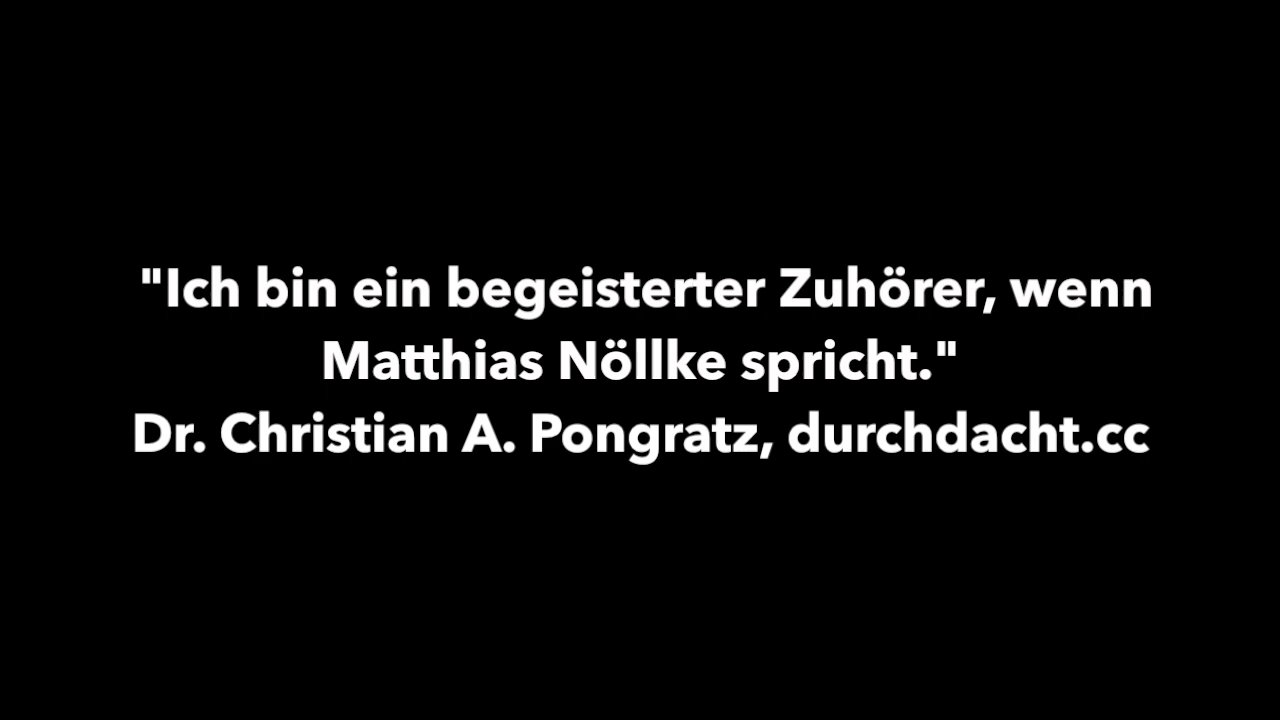 "Ich bin ein begeisterter Zuhörer, wenn
Matthias Nöllke spricht."
Dr. Christian A. Pongratz, durchdacht.cc